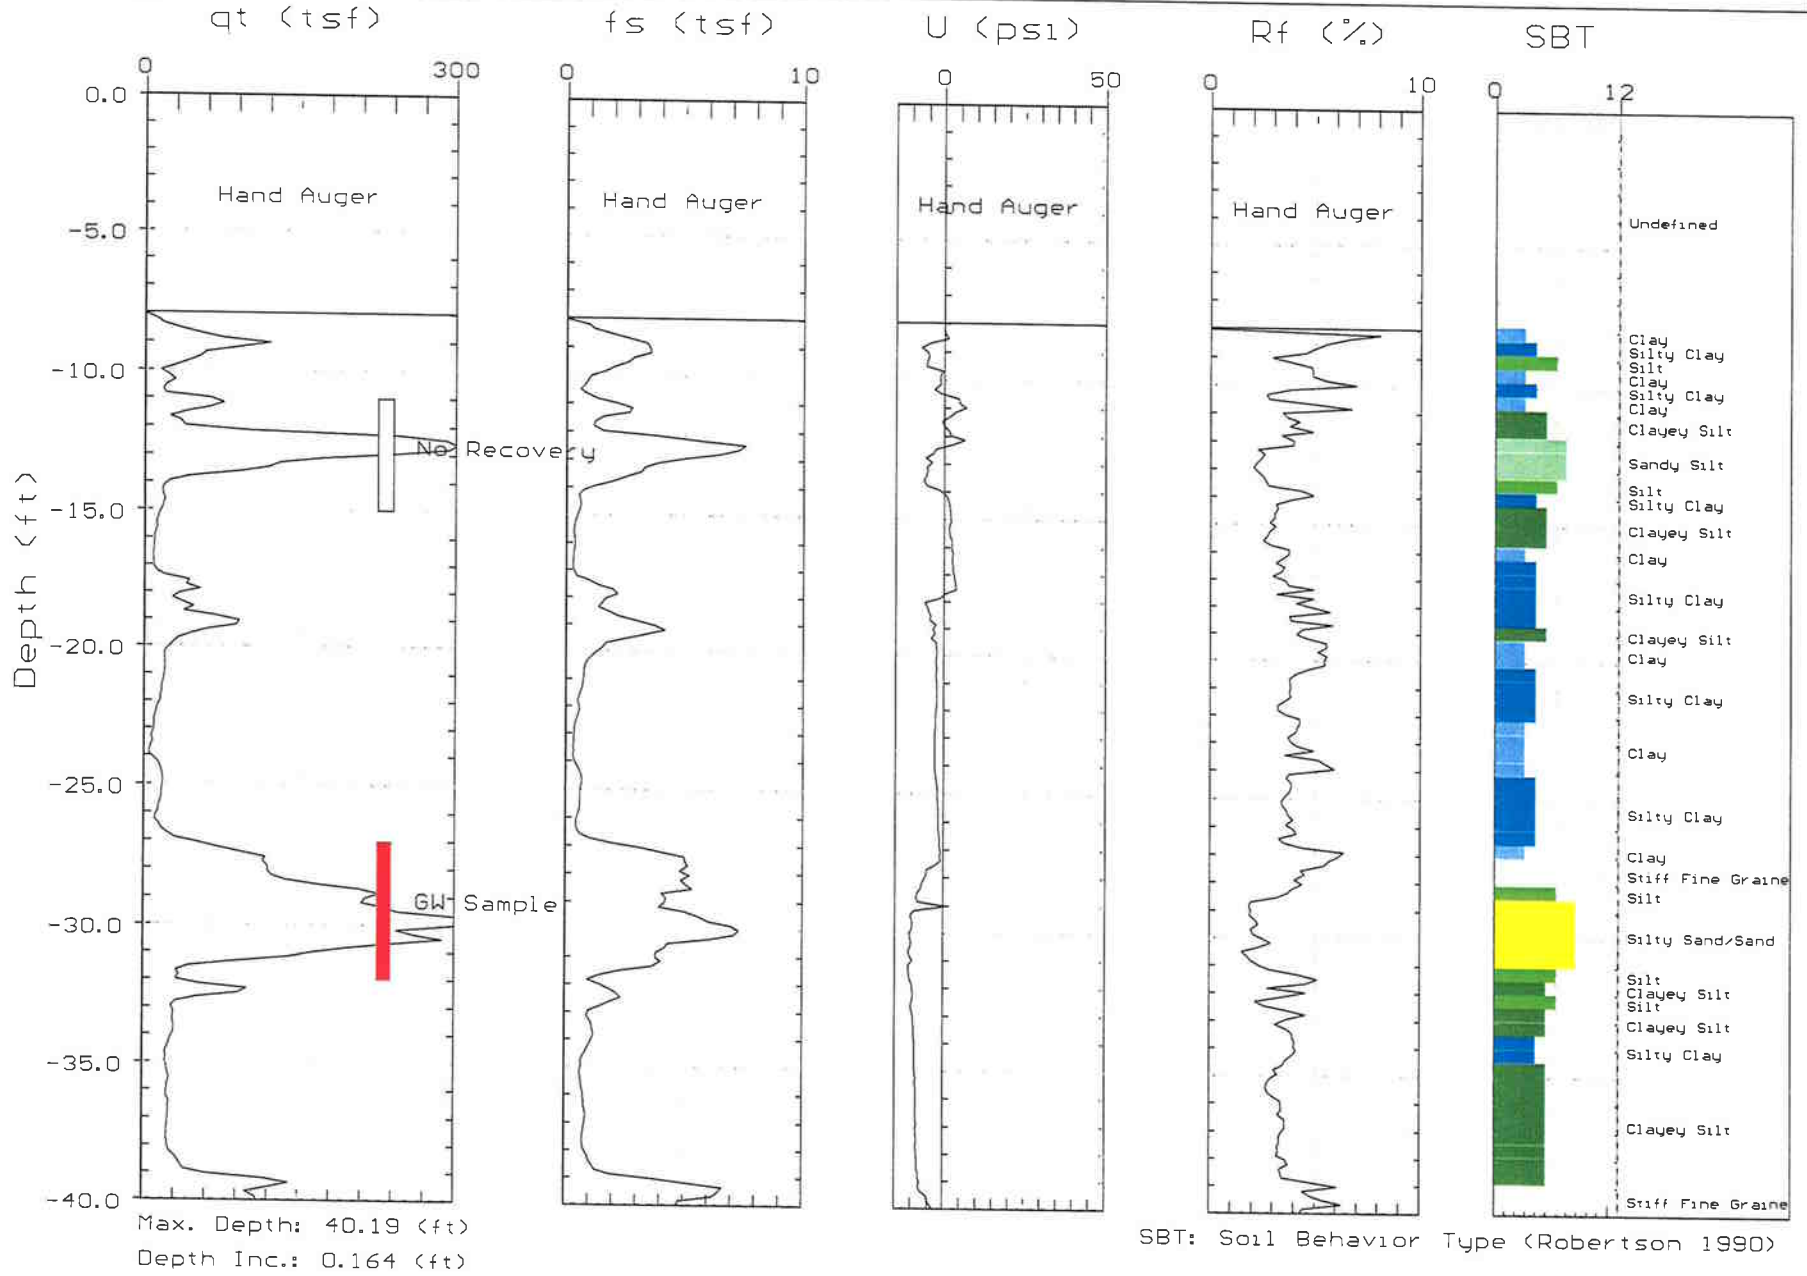 qt (tsf) fs (tsf) U (psi) Rf (%) SBT
0 300 0 10 0 50 0 10 0 12
0.0
Hand Auger Hand Auger Hand Auger Hand Auger
-5.0
Undefined
Clay
Silty Clay
Silt
-10.0
Clay
Silty Clay
Clay
Clayey Silt
No Recovery
Sandy Silt
Silt
-15.0
Silty Clay
Clayey Silt
Clay
Silty Clay
Depth (ft)
-20.0
Clayey Silt
Clay
Silty Clay
Clay
-25.0
Silty Clay
Clay
Stiff Fine Graine
GW Sample
Silt
-30.0
Silty Sand/Sand
Silt
Clayey Silt
Silt
Clayey Silt
-35.0
Silty Clay
Clayey Silt
-40.0
Stiff Fine Graine
Max. Depth: 40.19 (ft)
Depth Inc.: 0.164 (ft)
SBT: Soil Behavior Type (Robertson 1990)